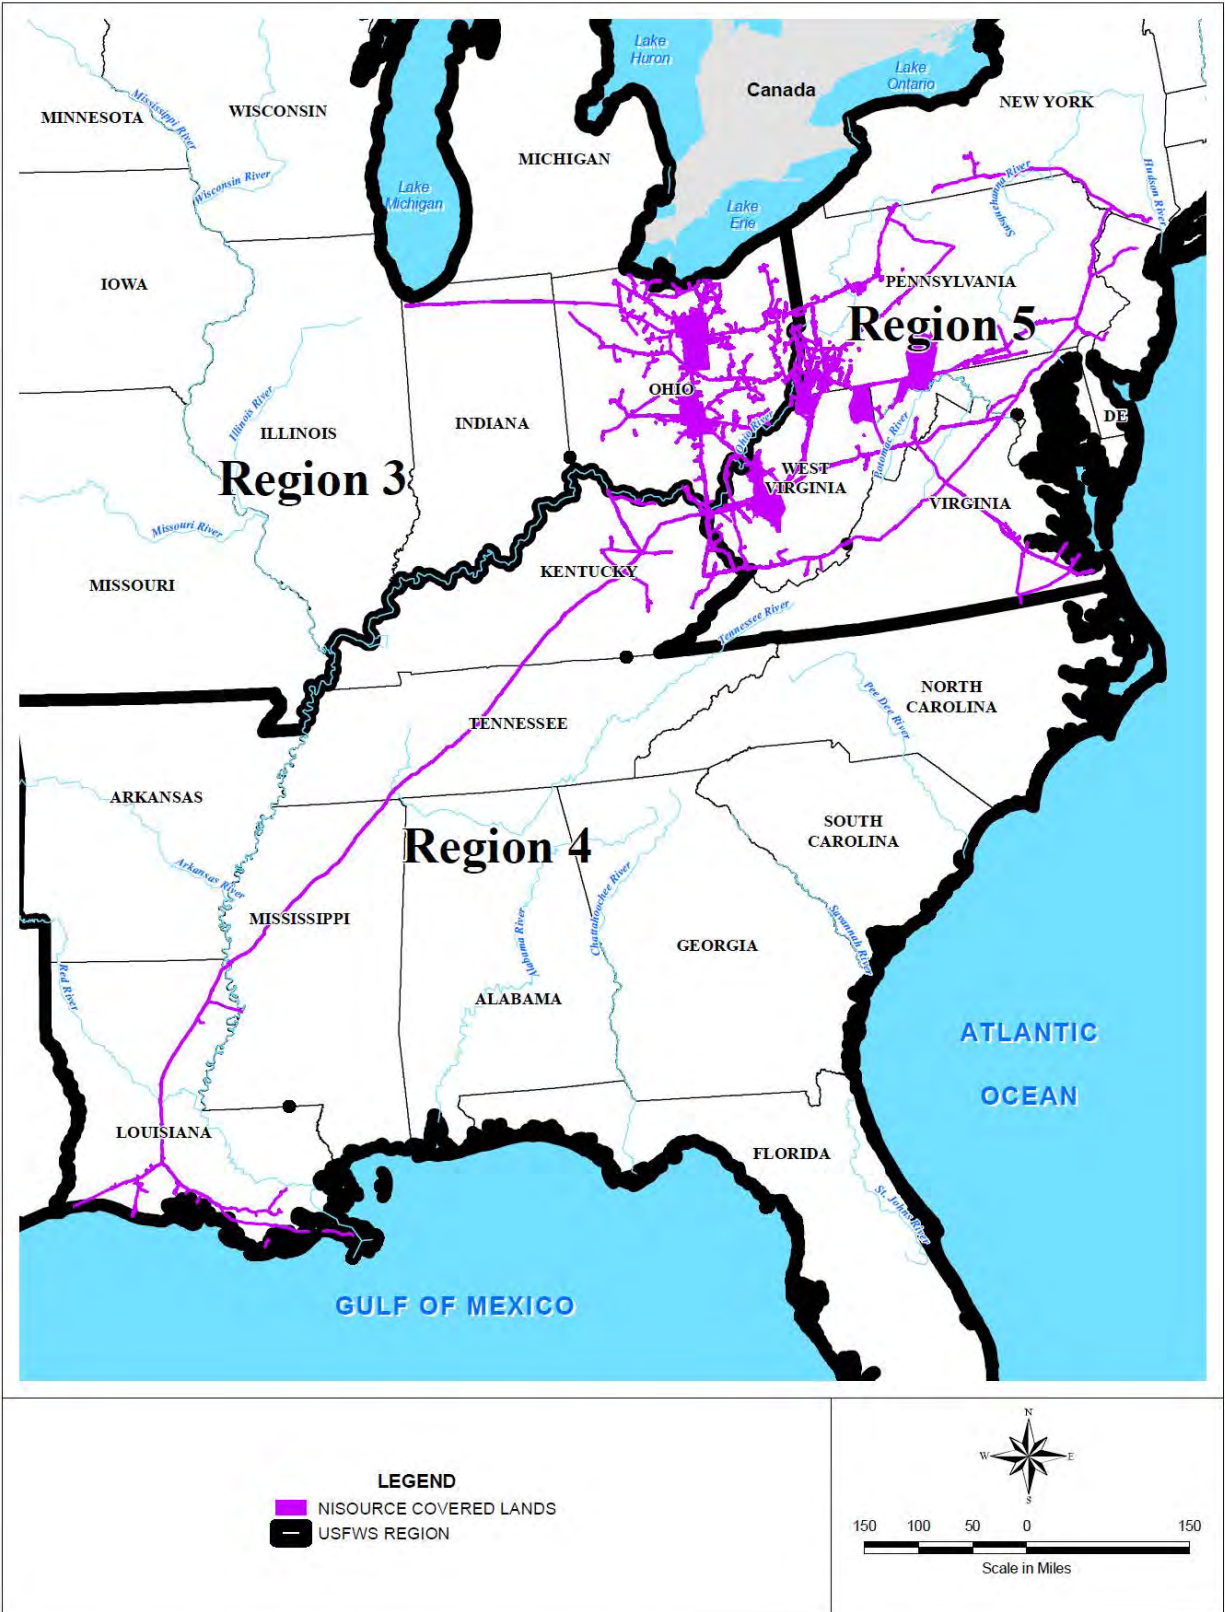 Lake
Huron
Canada
Lake
Ontario
NEW YORK
MINNESOTA
WISCONSIN
Mississippi River
MICHIGAN
Wisconsin River
Lake
Michigan
Lake
Erie
Susquehanna River
Hudson River
IOWA
PENNSYLVANIA
Region 5
OHIO
INDIANA
Illinois River
ILLINOIS
Ohio River
Potomac River
DE
Region 3
WEST
VIRGINIA
VIRGINIA
Missouri River
MISSOURI
KENTUCKY
Tennessee River
NORTH
CAROLINA
Pee Dee River
TENNESSEE
ARKANSAS
SOUTH
CAROLINA
Region 4
Arkansas River
MISSISSIPPI
Alabama River
Chattahoochee River
Savannah River
GEORGIA
Red River
ALABAMA
ATLANTIC
OCEAN
LOUISIANA
FLORIDA
St. Johns River
GULF OF MEXICO
LEGEND
NISOURCE COVERED LANDS
USFWS REGION
N
W E
S
150 100 50 0 150
Scale in Miles